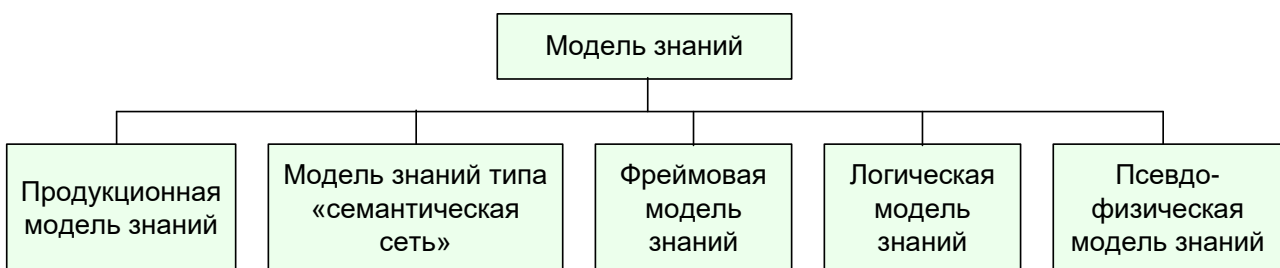 Модель знаний
Продукционная
модель знаний
Модель знаний типа
«семантическая
сеть»
Фреймовая
модель
знаний
Логическая
модель
знаний
Псевдо-
физическая
модель знаний